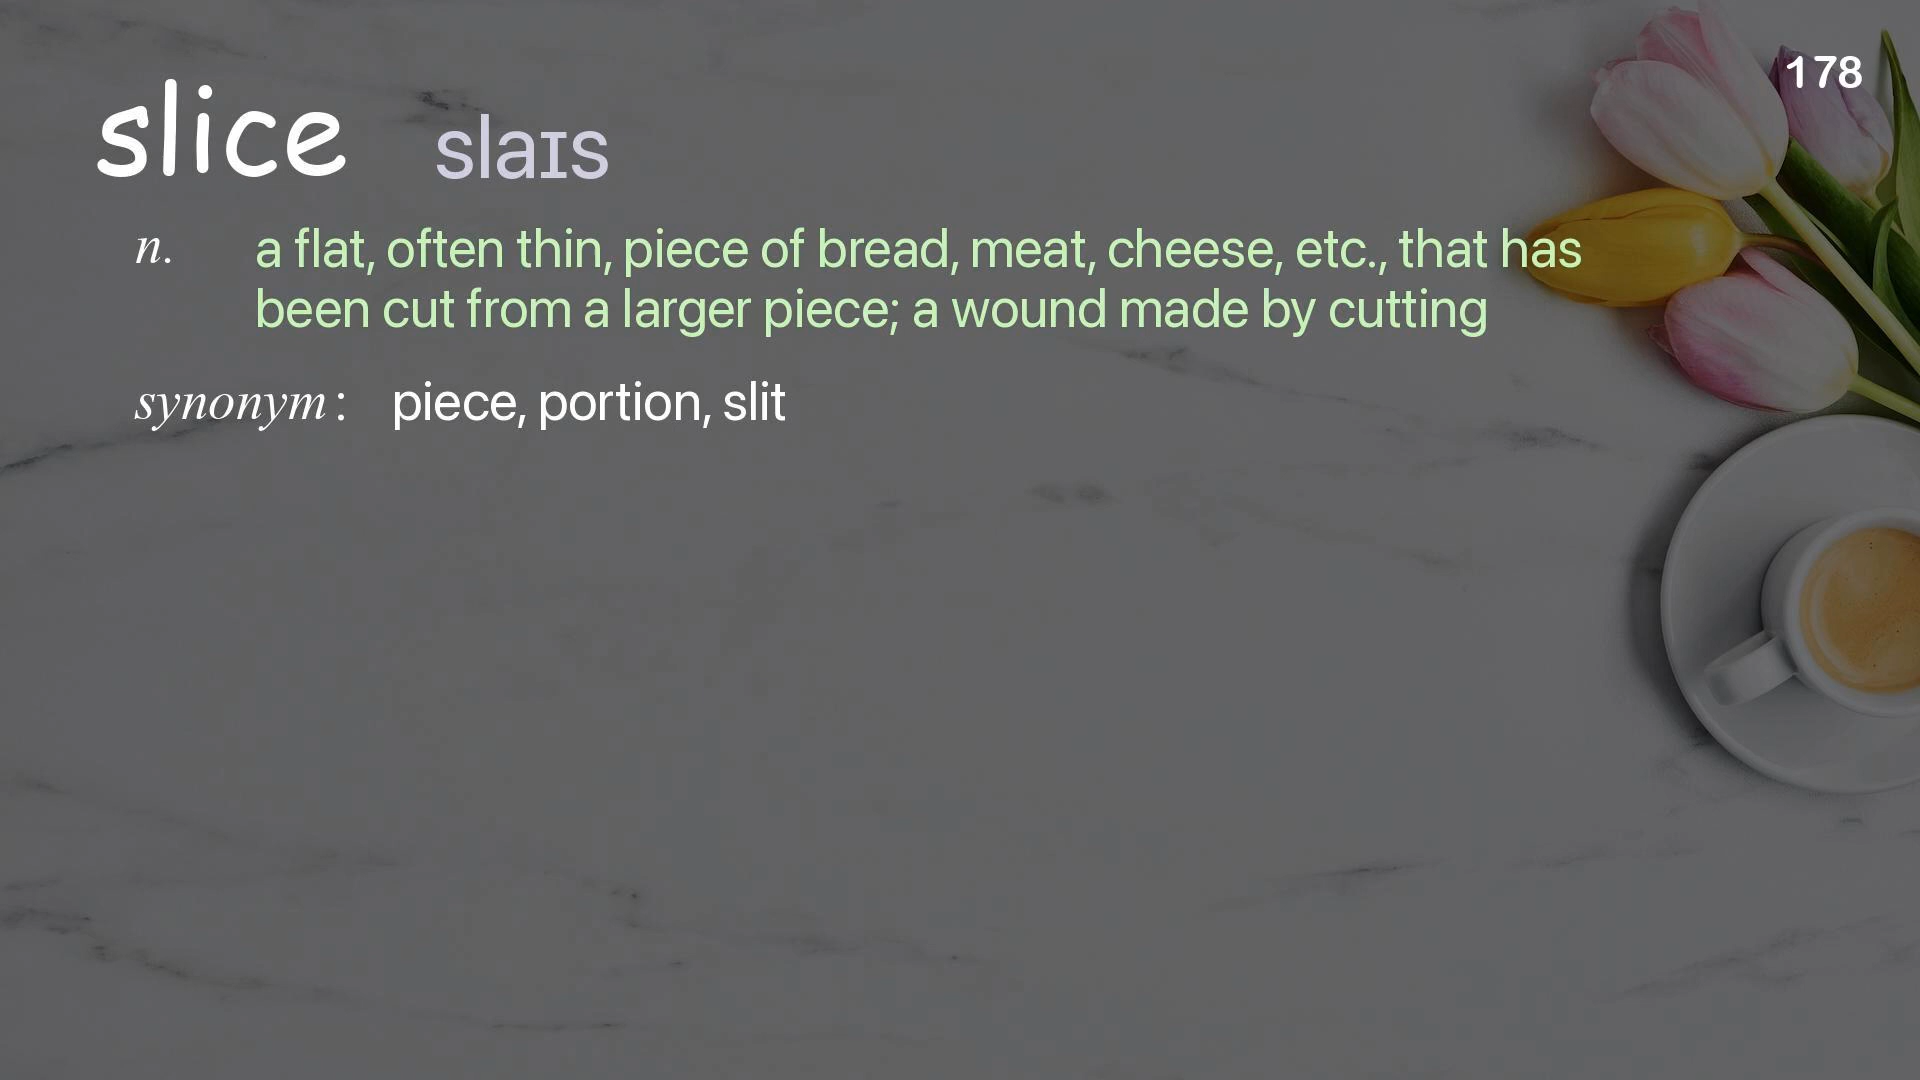 178
slice slaɪs
n. a flat, often thin, piece of bread, meat, cheese, etc., that has
been cut from a larger piece; a wound made by cutting
synonym: piece, portion, slit